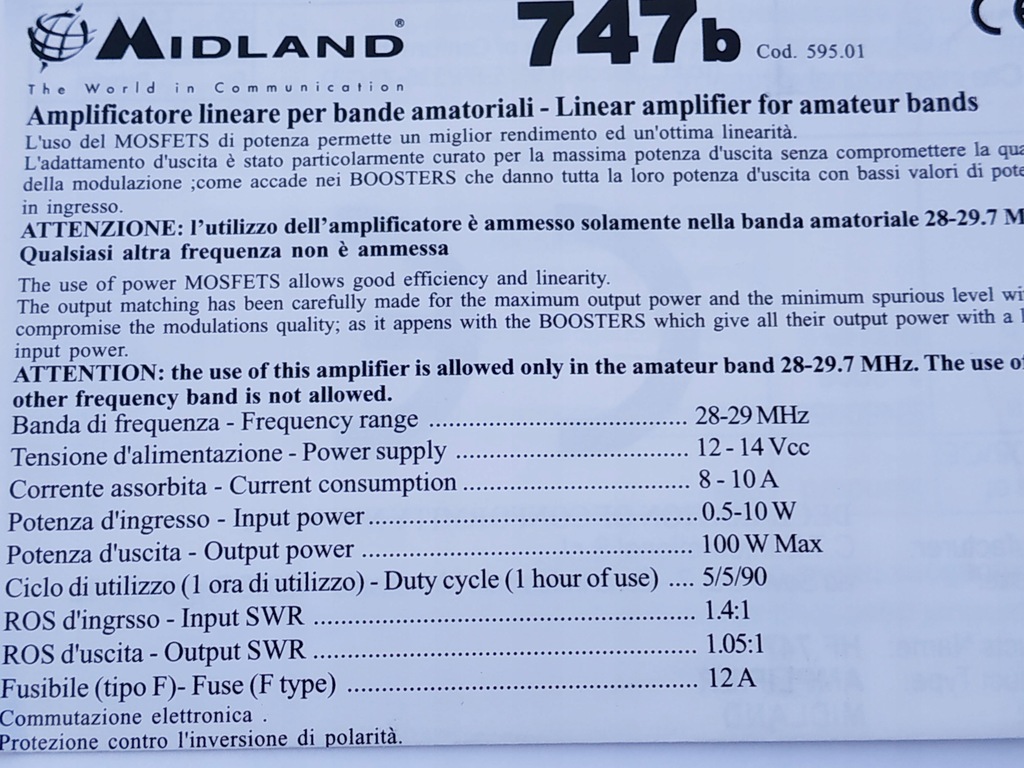 MIDLAND® 747b Cod. 595.01 CE
The World in Communication
Amplificatore lineare per bande amatoriali - Linear amplifier for amateur bands
L'uso del MOSFETS di potenza permette un miglior rendimento ed un'ottima linearità.
L'adattamento d'uscita è stato particolarmente curato per la massima potenza d'uscita senza compromettere la qua
della modulazione ;come accade nei BOOSTERS che danno tutta la loro potenza d'uscita con bassi valori di pote
in ingresso.
ATTENZIONE: l'utilizzo dell'amplificatore è ammesso solamente nella banda amatoriale 28-29.7 M
Qualsiasi altra frequenza non è ammessa
The use of power MOSFETS allows good efficiency and linearity.
The output matching has been carefully made for the maximum output power and the minimum spurious level wi
compromise the modulations quality; as it appens with the BOOSTERS which give all their output power with a l
input power.
ATTENTION: the use of this amplifier is allowed only in the amateur band 28-29.7 MHz. The use of
other frequency band is not allowed.
Banda di frequenza - Frequency range ...................................... 28-29 MHz
Tensione d'alimentazione - Power supply .................................. 12 - 14 Vcc
Corrente assorbita - Current consumption ................................. 8 - 10 A
Potenza d'ingresso - Input power................................................ 0.5-10 W
Potenza d'uscita - Output power ................................................ 100 W Max
Ciclo di utilizzo (1 ora di utilizzo) - Duty cycle (1 hour of use) .... 5/5/90
ROS d'ingrsso - Input SWR ....................................................... 1.4:1
ROS d'uscita - Output SWR ....................................................... 1.05:1
Fusibile (tipo F)- Fuse (F type) ................................................... 12 A
Commutazione elettronica .
Protezione contro l'inversione di polarità.